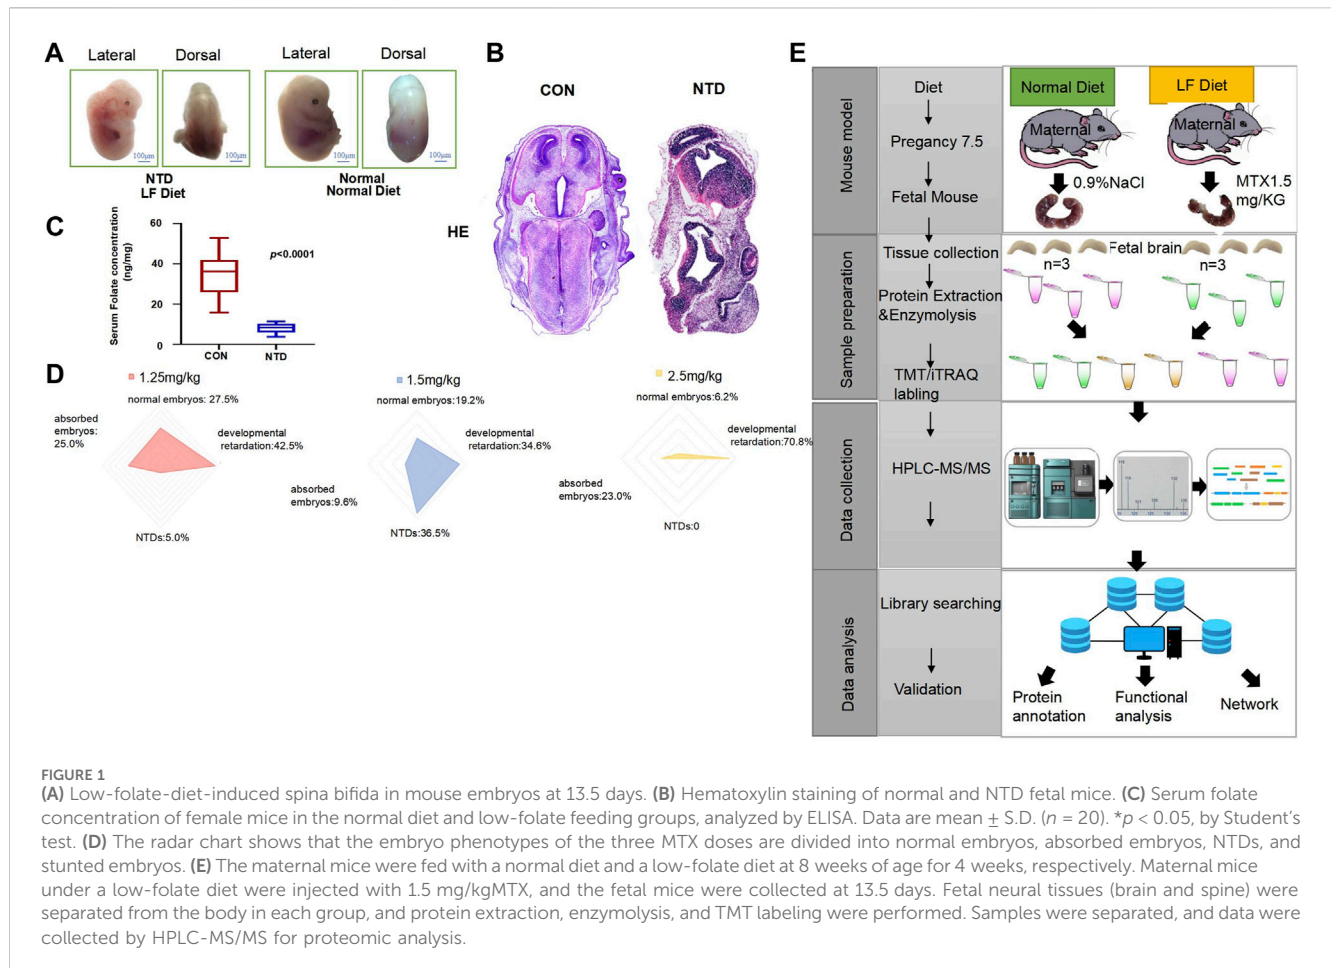 A
Lateral
Dorsal
Lateral
Dorsal
100μm
100μm
100μm
100μm
NTD
LF Diet
Normal
Normal Diet
B
CON
NTD
HE
C
Serum Folate concentration
(ng/mg)
60
40
20
0
p<0.0001
CON
NTD
D
1.25mg/kg
normal embryos: 27.5%
absorbed
embryos:
25.0%
developmental
retardation:42.5%
NTDs:5.0%
1.5mg/kg
normal embryos:19.2%
developmental
retardation:34.6%
absorbed
embryos:9.6%
NTDs:36.5%
2.5mg/kg
normal embryos:6.2%
developmental
retardation:70.8%
absorbed
embryos:23.0%
NTDs:0
E
Mouse model
Diet
Pregancy 7.5
Fetal Mouse
Normal Diet
LF Diet
Maternal
Maternal
0.9%NaCl
MTX1.5
mg/KG
Sample preparation
Tissue collection
Protein Extraction
&Enzymolysis
TMT/iTRAQ
labling
Fetal brain
n=3
n=3
Data collection
HPLC-MS/MS
Data analysis
Library searching
Validation
Protein
annotation
Functional
analysis
Network
FIGURE 1
(A) Low-folate-diet-induced spina bifida in mouse embryos at 13.5 days. (B) Hematoxylin staining of normal and NTD fetal mice. (C) Serum folate
concentration of female mice in the normal diet and low-folate feeding groups, analyzed by ELISA. Data are mean ± S.D. (n = 20). *p < 0.05, by Student's
test. (D) The radar chart shows that the embryo phenotypes of the three MTX doses are divided into normal embryos, absorbed embryos, NTDs, and
stunted embryos. (E) The maternal mice were fed with a normal diet and a low-folate diet at 8 weeks of age for 4 weeks, respectively. Maternal mice
under a low-folate diet were injected with 1.5 mg/kgMTX, and the fetal mice were collected at 13.5 days. Fetal neural tissues (brain and spine) were
separated from the body in each group, and protein extraction, enzymolysis, and TMT labeling were performed. Samples were separated, and data were
collected by HPLC-MS/MS for proteomic analysis.